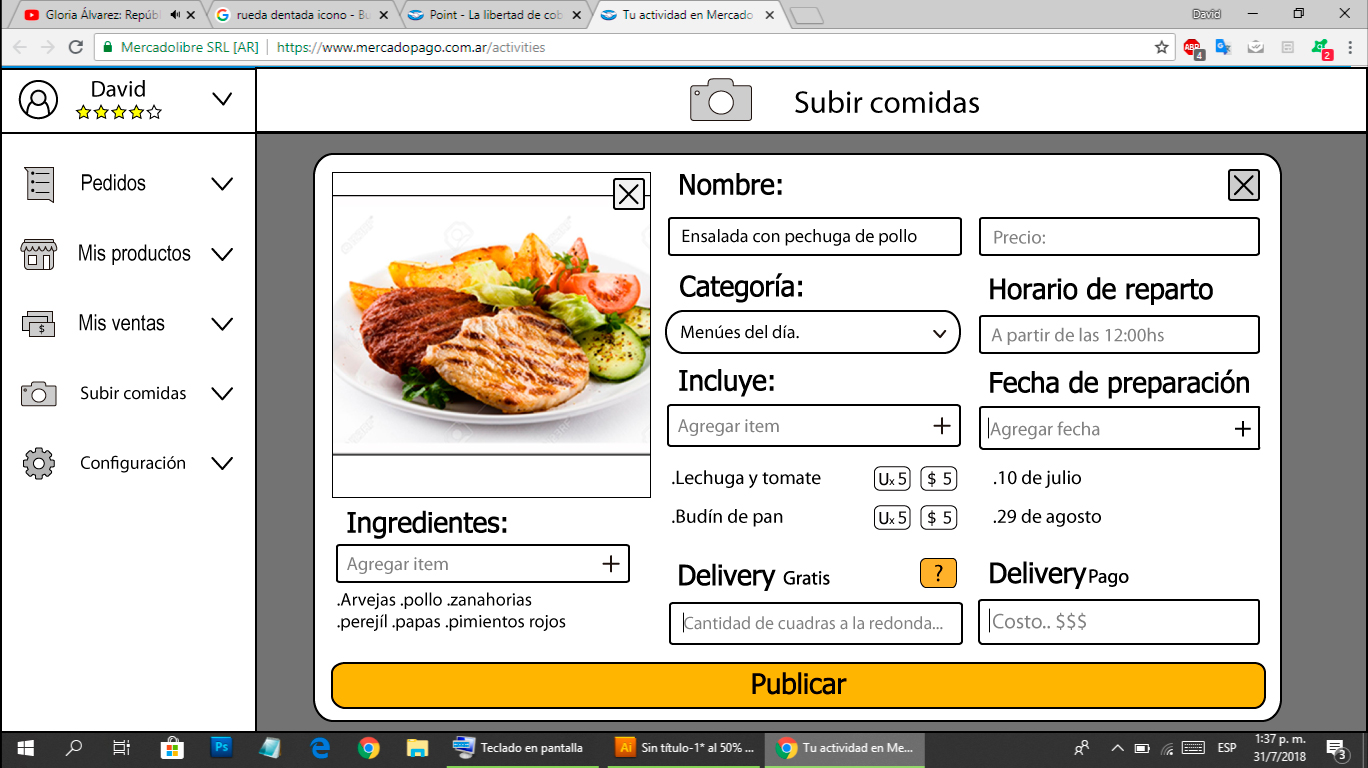 Gloria Álvarez: Repúbl
rueda dentada icono - Bu
Point - La libertad de cob
Tu actividad en Mercado
David
Mercadolibre SRL [AR]
https://www.mercadopago.com.ar/activities
ABP
4
2
David
Subir comidas
Pedidos
Mis productos
Mis ventas
$
Subir comidas
Configuración
Nombre:
Ensalada con pechuga de pollo
Precio:
Categoría:
Horario de reparto
Menúes del día.
A partir de las 12:00hs
Incluye:
Fecha de preparación
Agregar item
+
Agregar fecha
+
.Lechuga y tomate
Ux 5
$ 5
.10 de julio
.Budín de pan
Ux 5
$ 5
.29 de agosto
Ingredientes:
Agregar item
+
.Arvejas .pollo .zanahorias
.perejíl .papas .pimientos rojos
Delivery Gratis
?
Delivery Pago
Cantidad de cuadras a la redonda...
Costo.. $$$
Publicar
Ps
Teclado en pantalla
Ai
Sin título-1* al 50% ...
Tu actividad en Me...
ESP
1:37 p. m.
31/7/2018
3